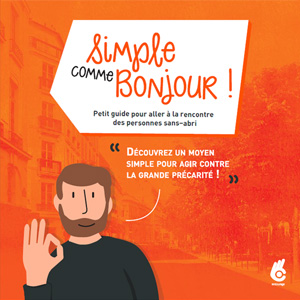 Simple
comme
Bonjour !
Petit guide pour aller à la rencontre
des personnes sans-abri
« Découvrez un moyen
simple pour agir contre
la grande précarité ! »